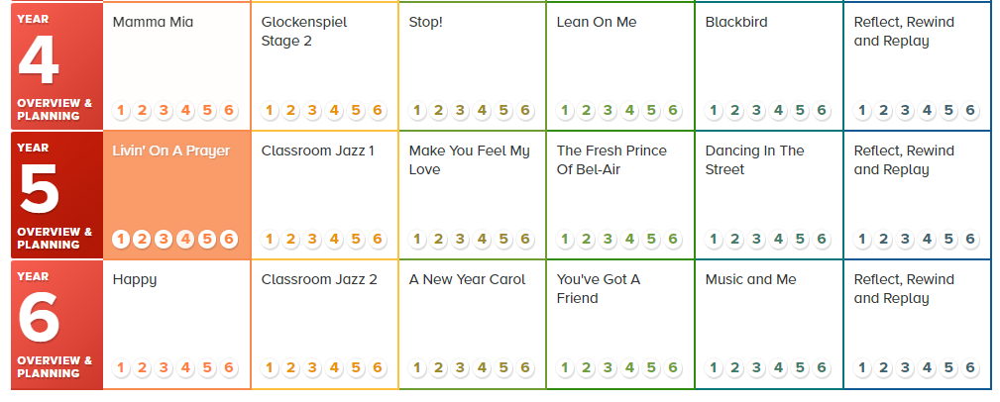 YEAR
4
OVERVIEW &
PLANNING
Mamma Mia
1 2 3 4 5 6
Glockenspiel
Stage 2
1 2 3 4 5 6
Stop!
1 2 3 4 5 6
Lean On Me
1 2 3 4 5 6
Blackbird
1 2 3 4 5 6
Reflect, Rewind
and Replay
1 2 3 4 5 6
YEAR
5
OVERVIEW &
PLANNING
Livin' On A Prayer
1 2 3 4 5 6
Classroom Jazz 1
1 2 3 4 5 6
Make You Feel My
Love
1 2 3 4 5 6
The Fresh Prince
Of Bel-Air
1 2 3 4 5 6
Dancing In The
Street
1 2 3 4 5 6
Reflect, Rewind
and Replay
1 2 3 4 5 6
YEAR
6
OVERVIEW &
PLANNING
Happy
1 2 3 4 5 6
Classroom Jazz 2
1 2 3 4 5 6
A New Year Carol
1 2 3 4 5 6
You've Got A
Friend
1 2 3 4 5 6
Music and Me
1 2 3 4 5 6
Reflect, Rewind
and Replay
1 2 3 4 5 6